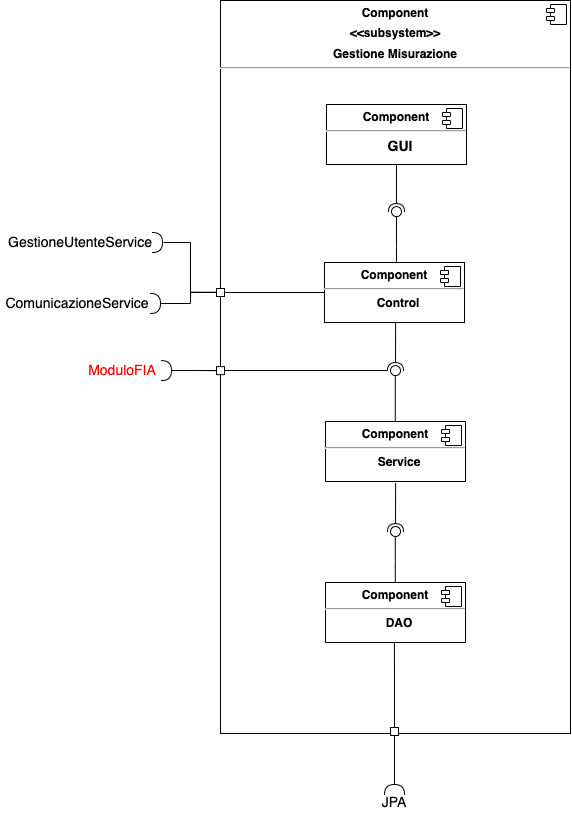 Component
<<subsystem>>
Gestione Misurazione
Component
GUI
GestioneUtenteService
Component
Control
ComunicazioneService
ModuloFIA
Component
Service
Component
DAO
JPA